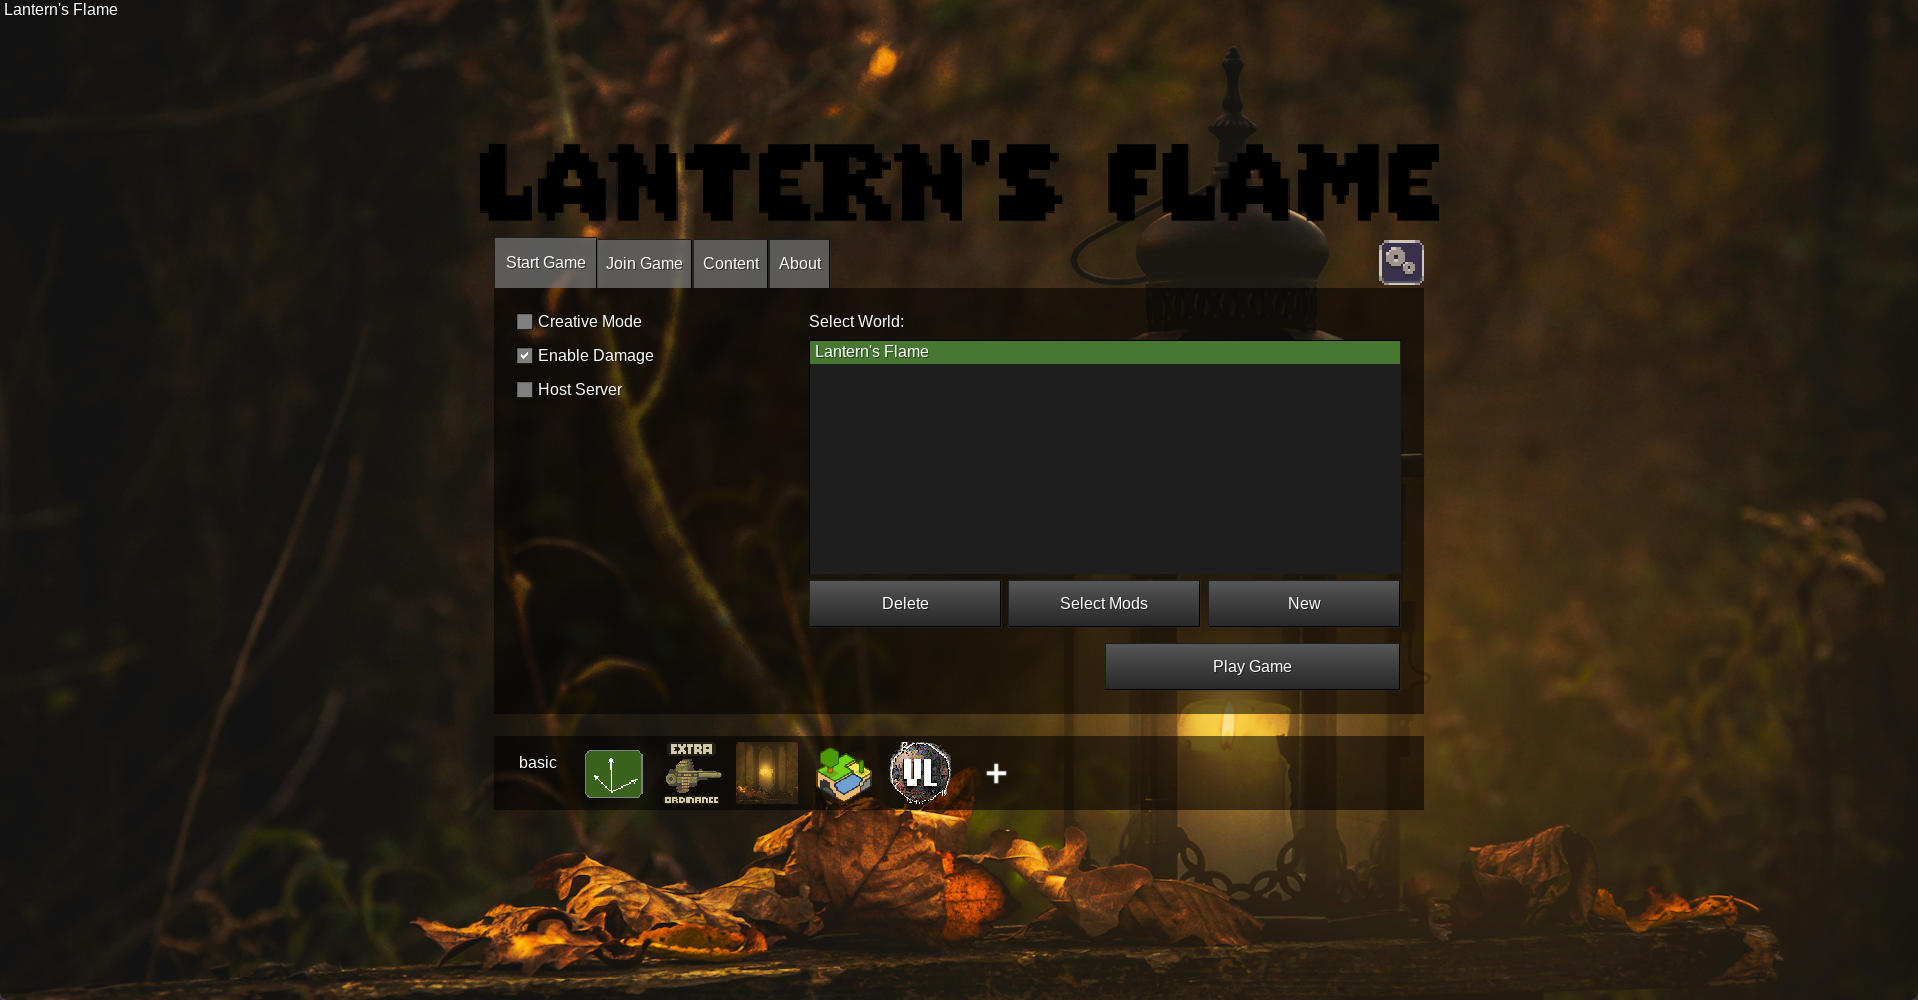 Lantern's Flame
LANTERN'S FLAME
Start Game
Join Game
Content
About
Creative Mode
Enable Damage
Host Server
Select World:
Lantern's Flame
Delete
Select Mods
New
Play Game
basic
EXTRA
ORDINANCE
VL
+